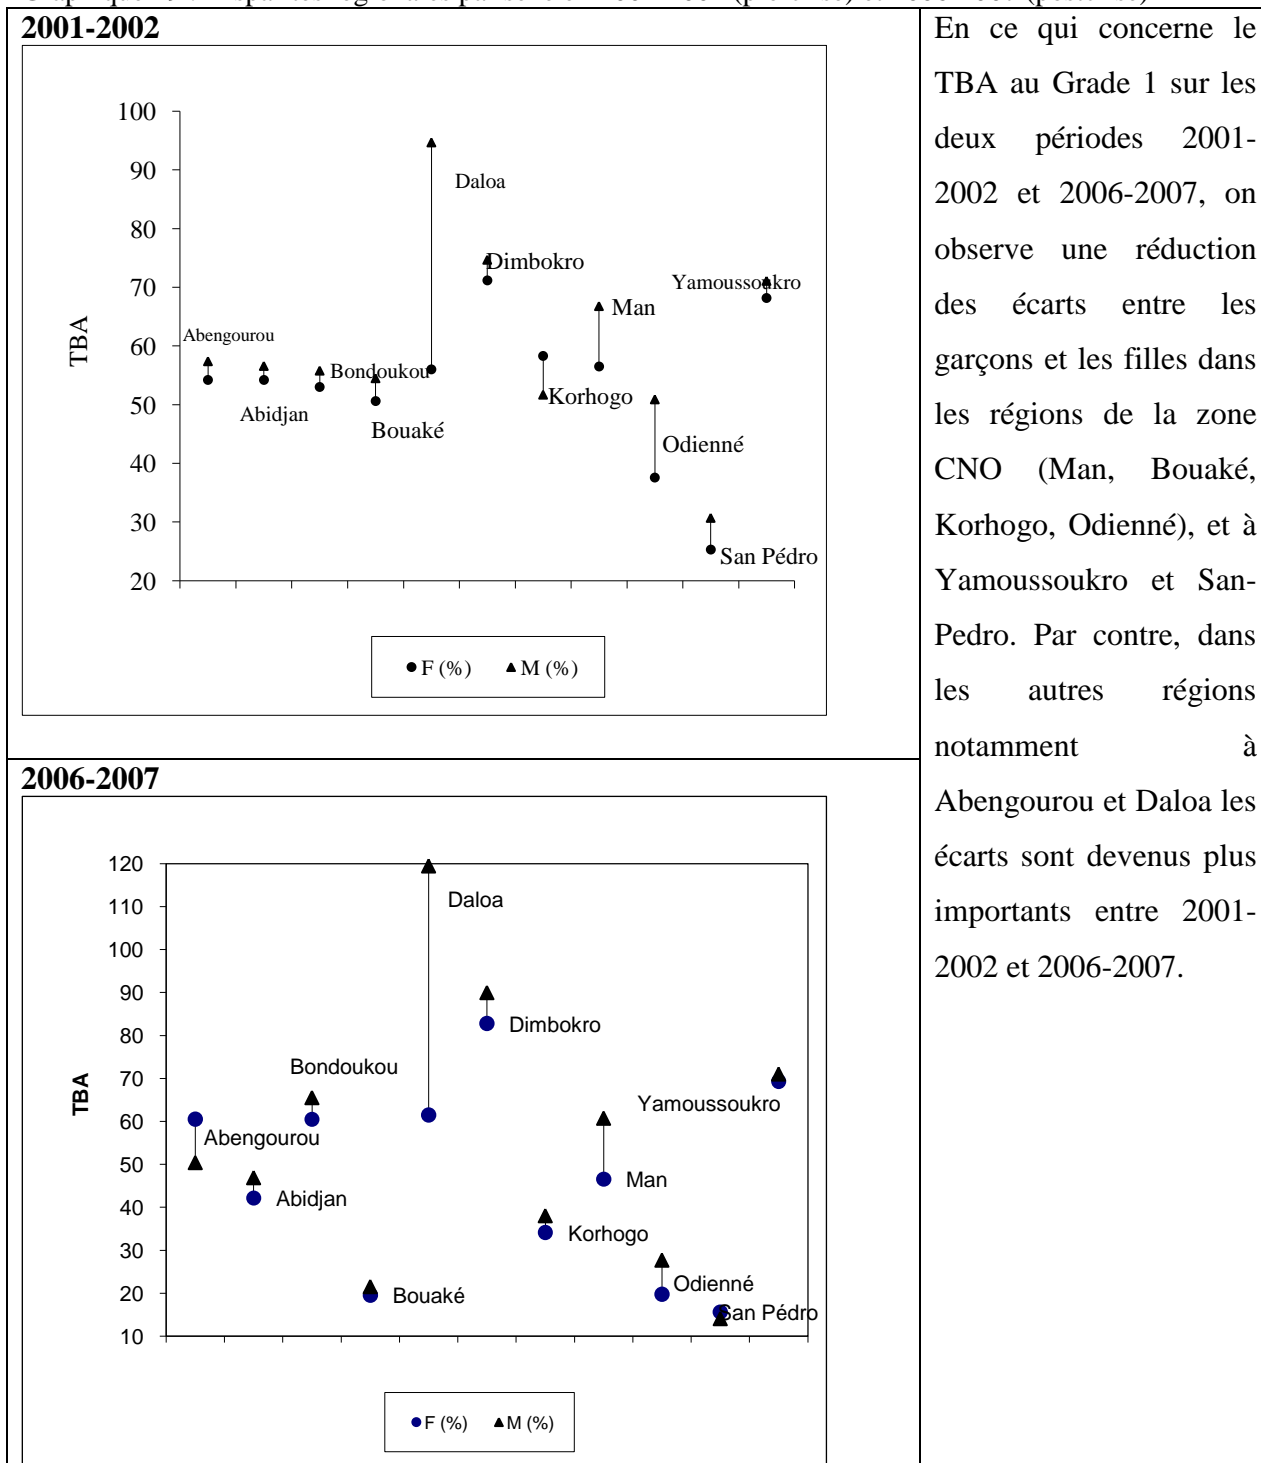 2001-2002
100
90
80
70
60
50
40
30
20
TBA
Abengourou
Abidjan
Bondoukou
Bouaké
Daloa
Dimbokro
Korhogo
Man
Odienné
San Pédro
Yamoussoukro
F (%) M (%)
En ce qui concerne le
TBA au Grade 1 sur les
deux périodes 2001-
2002 et 2006-2007, on
observe une réduction
des écarts entre les
garçons et les filles dans
les régions de la zone
CNO (Man, Bouaké,
Korhogo, Odienné), et à
Yamoussoukro et San-
Pedro. Par contre, dans
les autres régions
notamment à
Abengourou et Daloa les
écarts sont devenus plus
importants entre 2001-
2002 et 2006-2007.
2006-2007
120
110
100
90
80
70
60
50
40
30
20
10
TBA
Abengourou
Abidjan
Bondoukou
Bouaké
Daloa
Dimbokro
Korhogo
Man
Odienné
San Pédro
Yamoussoukro
F (%) M (%)